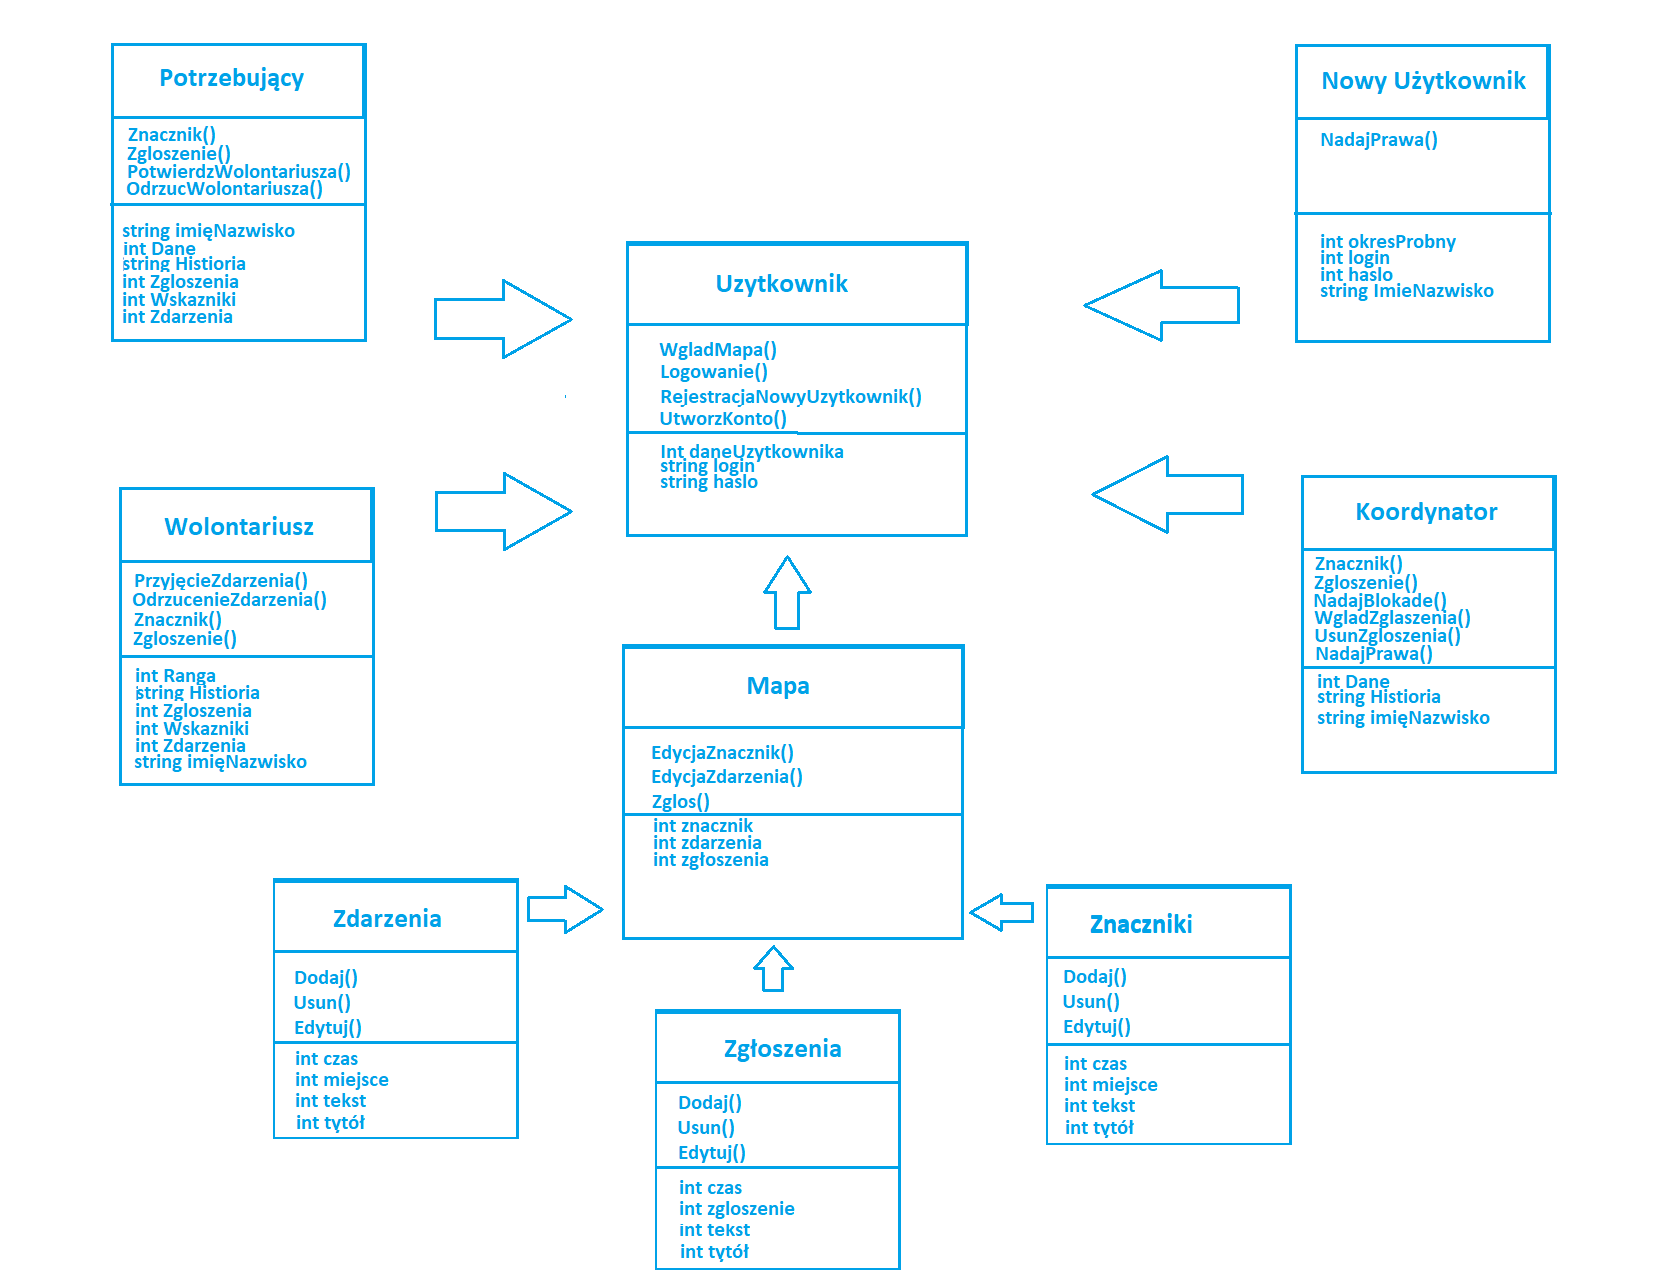 Potrzebujący
Znacznik()
Zgloszenie()
PotwierdzWolontariusza()
OdrzucWolontariusza()
string imięNazwisko
int Dane
string Histioria
int Zgloszenia
int Wskazniki
int Zdarzenia
Nowy Użytkownik
NadajPrawa()
int okresProbny
int login
int haslo
string ImieNazwisko
Uzytkownik
WgladMapa()
Logowanie()
RejestracjaNowyUzytkownik()
UtworzKonto()
Int daneUzytkownika
string login
string haslo
Wolontariusz
PrzyjęcieZdarzenia()
OdrzucenieZdarzenia()
Znacznik()
Zgloszenie()
int Ranga
string Histioria
int Zgloszenia
int Wskazniki
int Zdarzenia
string imięNazwisko
Koordynator
Znacznik()
Zgloszenie()
NadajBlokade()
WgladZglaszenia()
UsunZgloszenia()
NadajPrawa()
int Dane
string Histioria
string imięNazwisko
Mapa
EdycjaZnacznik()
EdycjaZdarzenia()
Zglos()
int znacznik
int zdarzenia
int zgłoszenia
Zdarzenia
Dodaj()
Usun()
Edytuj()
int czas
int miejsce
int tekst
int tytół
Znaczniki
Dodaj()
Usun()
Edytuj()
int czas
int miejsce
int tekst
int tytół
Zgłoszenia
Dodaj()
Usun()
Edytuj()
int czas
int zgloszenie
int tekst
int tytół